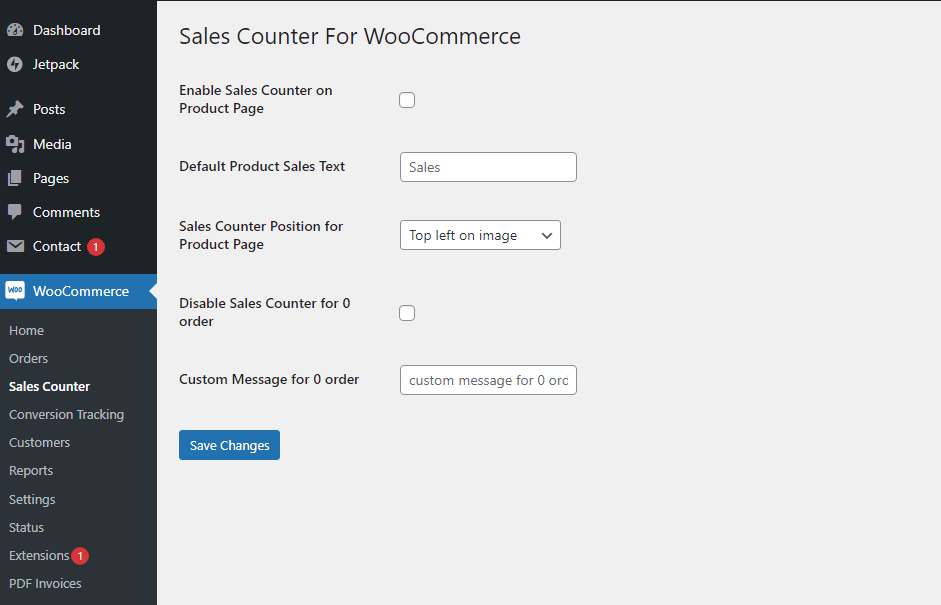 Dashboard
Jetpack
Posts
Media
Pages
Comments
Contact 1
Woo WooCommerce
Home
Orders
Sales Counter
Conversion Tracking
Customers
Reports
Settings
Status
Extensions 1
PDF Invoices
Sales Counter For WooCommerce
Enable Sales Counter on
Product Page
Default Product Sales Text
Sales
Sales Counter Position for
Product Page
Top left on image
Disable Sales Counter for 0
order
Custom Message for 0 order
custom message for 0 ord
Save Changes